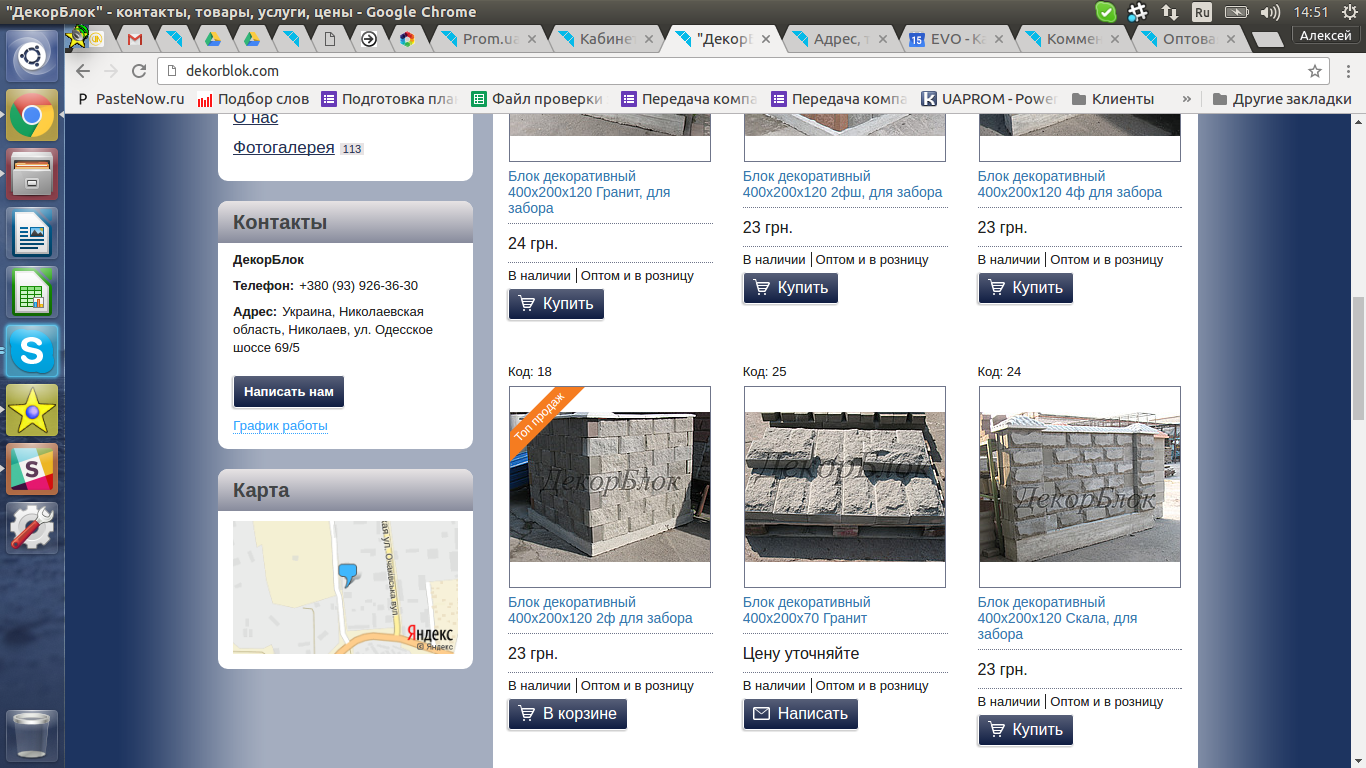 "ДекорБлок" - контакты, товары, услуги, цены - Google Chrome
Ru
14:51
Prom.ua
Кабине
"ДекорБ
Адрес, т
15
EVO - Ка
Коммен
Оптова
Алексей
dekorblok.com
PasteNow.ru
Подбор слов
Подготовка пла
Файл проверки
Передача компа
Передача компа
UAPROM - Power
Клиенты
»
Другие закладки
О нас
Фотогалерея 113
Контакты
ДекорБлок
Телефон: +380 (93) 926-36-30
Адрес: Украина, Николаевская
область, Николаев, ул. Одесское
шоссе 69/5
Написать нам
График работы
Карта
кая ул. Очаківська вул.
Яндекс
© Яндекс
Блок декоративный
400х200х120 Гранит, для
забора
24 грн.
В наличии | Оптом и в розницу
Купить
Блок декоративный
400х200х120 2фш, для забора
23 грн.
В наличии | Оптом и в розницу
Купить
Блок декоративный
400х200х120 4ф для забора
23 грн.
В наличии | Оптом и в розницу
Купить
Код: 18
Топ продаж
ДекорБлок
Блок декоративный
400х200х120 2ф для забора
23 грн.
В наличии | Оптом и в розницу
В корзине
Код: 25
ДекорБлок
Блок декоративный
400х200х70 Гранит
Цену уточняйте
В наличии | Оптом и в розницу
Написать
Код: 24
ДекорБлок
Блок декоративный
400х200х120 Скала, для
забора
23 грн.
В наличии | Оптом и в розницу
Купить